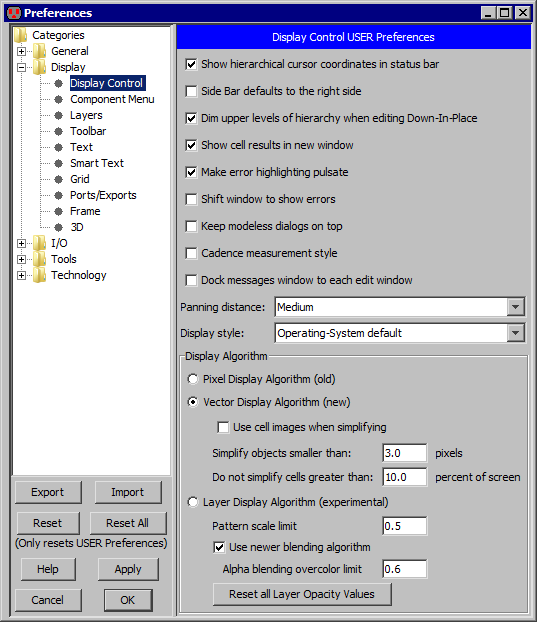 Preferences
Categories
General
Display
Display Control
Component Menu
Layers
Toolbar
Text
Smart Text
Grid
Ports/Exports
Frame
3D
I/O
Tools
Technology
Export Import
Reset Reset All
(Only resets USER Preferences)
Help Apply
Cancel OK
Display Control USER Preferences
Show hierarchical cursor coordinates in status bar
Side Bar defaults to the right side
Dim upper levels of hierarchy when editing Down-In-Place
Show cell results in new window
Make error highlighting pulsate
Shift window to show errors
Keep modeless dialogs on top
Cadence measurement style
Dock messages window to each edit window
Panning distance: Medium
Display style: Operating-System default
Display Algorithm
Pixel Display Algorithm (old)
Vector Display Algorithm (new)
Use cell images when simplifying
Simplify objects smaller than: 3.0 pixels
Do not simplify cells greater than: 10.0 percent of screen
Layer Display Algorithm (experimental)
Pattern scale limit 0.5
Use newer blending algorithm
Alpha blending overcolor limit 0.6
Reset all Layer Opacity Values